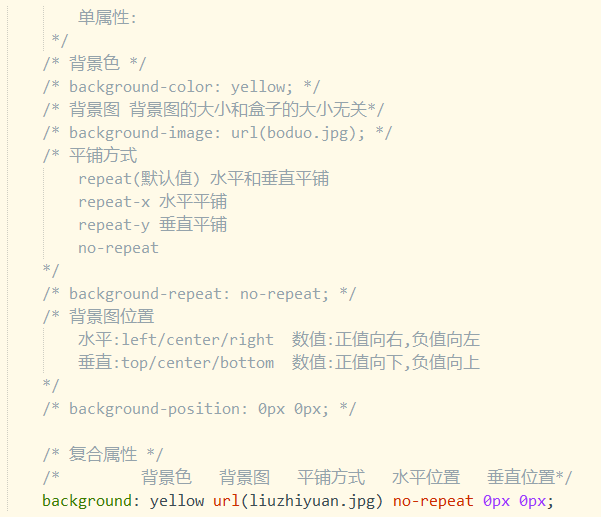 单属性:
*/
/* 背景色 */
/* background-color: yellow; */
/* 背景图 背景图的大小和盒子的大小无关*/
/* background-image: url(boduo.jpg); */
/* 平铺方式
repeat(默认值) 水平和垂直平铺
repeat-x 水平平铺
repeat-y 垂直平铺
no-repeat
*/
/* background-repeat: no-repeat; */
/* 背景图位置
水平:left/center/right  数值:正值向右,负值向左
垂直:top/center/bottom  数值:正值向下,负值向上
*/
/* background-position: 0px 0px; */
/* 复合属性 */
/*         背景色   背景图   平铺方式   水平位置   垂直位置*/
background: yellow url(liuzhiyuan.jpg) no-repeat 0px 0px;